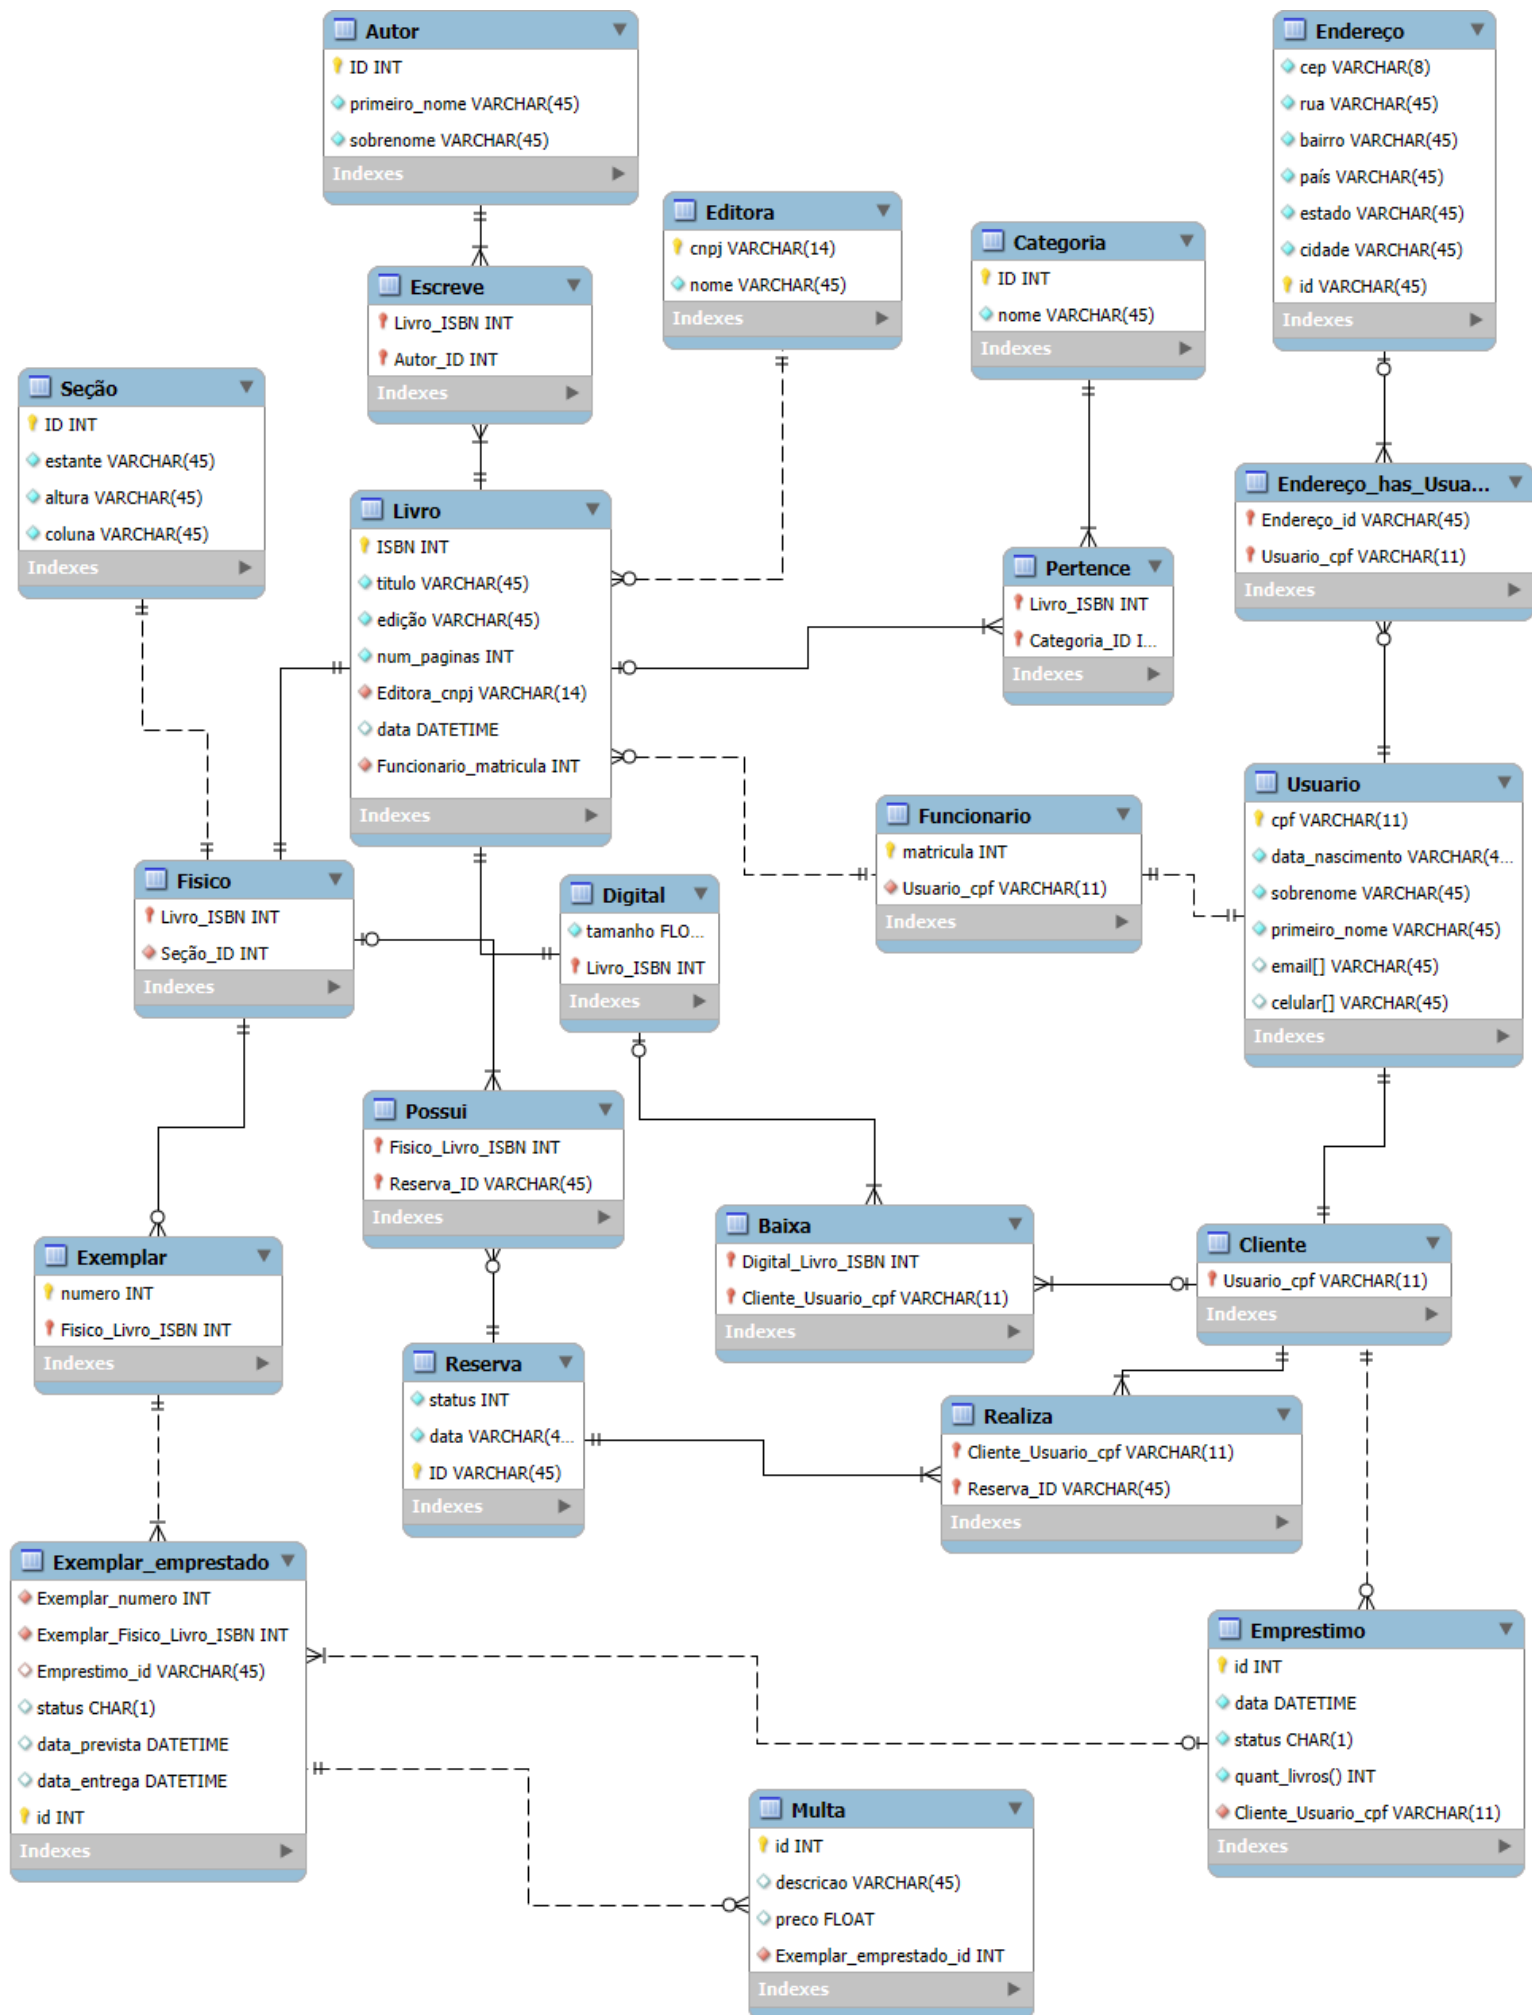 Autor
ID INT
primeiro_nome VARCHAR(45)
sobrenome VARCHAR(45)
Indexes
Endereço
cep VARCHAR(8)
rua VARCHAR(45)
bairro VARCHAR(45)
país VARCHAR(45)
estado VARCHAR(45)
cidade VARCHAR(45)
id VARCHAR(45)
Indexes
Editora
cnpj VARCHAR(14)
nome VARCHAR(45)
Indexes
Categoria
ID INT
nome VARCHAR(45)
Indexes
Escreve
Livro_ISBN INT
Autor_ID INT
Indexes
Seção
ID INT
estante VARCHAR(45)
altura VARCHAR(45)
coluna VARCHAR(45)
Indexes
Endereço_has_Usua...
Endereço_id VARCHAR(45)
Usuario_cpf VARCHAR(11)
Indexes
Livro
ISBN INT
titulo VARCHAR(45)
edição VARCHAR(45)
num_paginas INT
Editora_cnpj VARCHAR(14)
data DATETIME
Funcionario_matricula INT
Indexes
Pertence
Livro_ISBN INT
Categoria_ID I...
Indexes
Usuario
cpf VARCHAR(11)
data_nascimento VARCHAR(4...
sobrenome VARCHAR(45)
primeiro_nome VARCHAR(45)
email[] VARCHAR(45)
celular[] VARCHAR(45)
Indexes
Funcionario
matricula INT
Usuario_cpf VARCHAR(11)
Indexes
Fisico
Livro_ISBN INT
Seção_ID INT
Indexes
Digital
tamanho FLO...
Livro_ISBN INT
Indexes
Possui
Fisico_Livro_ISBN INT
Reserva_ID VARCHAR(45)
Indexes
Baixa
Digital_Livro_ISBN INT
Cliente_Usuario_cpf VARCHAR(11)
Indexes
Cliente
Usuario_cpf VARCHAR(11)
Indexes
Exemplar
numero INT
Fisico_Livro_ISBN INT
Indexes
Reserva
status INT
data VARCHAR(4...
ID VARCHAR(45)
Indexes
Realiza
Cliente_Usuario_cpf VARCHAR(11)
Reserva_ID VARCHAR(45)
Indexes
Exemplar_emprestado
Exemplar_numero INT
Exemplar_Fisico_Livro_ISBN INT
Emprestimo_id VARCHAR(45)
status CHAR(1)
data_prevista DATETIME
data_entrega DATETIME
id INT
Indexes
Emprestimo
id INT
data DATETIME
status CHAR(1)
quant_livros() INT
Cliente_Usuario_cpf VARCHAR(11)
Indexes
Multa
id INT
descricao VARCHAR(45)
preco FLOAT
Exemplar_emprestado_id INT
Indexes